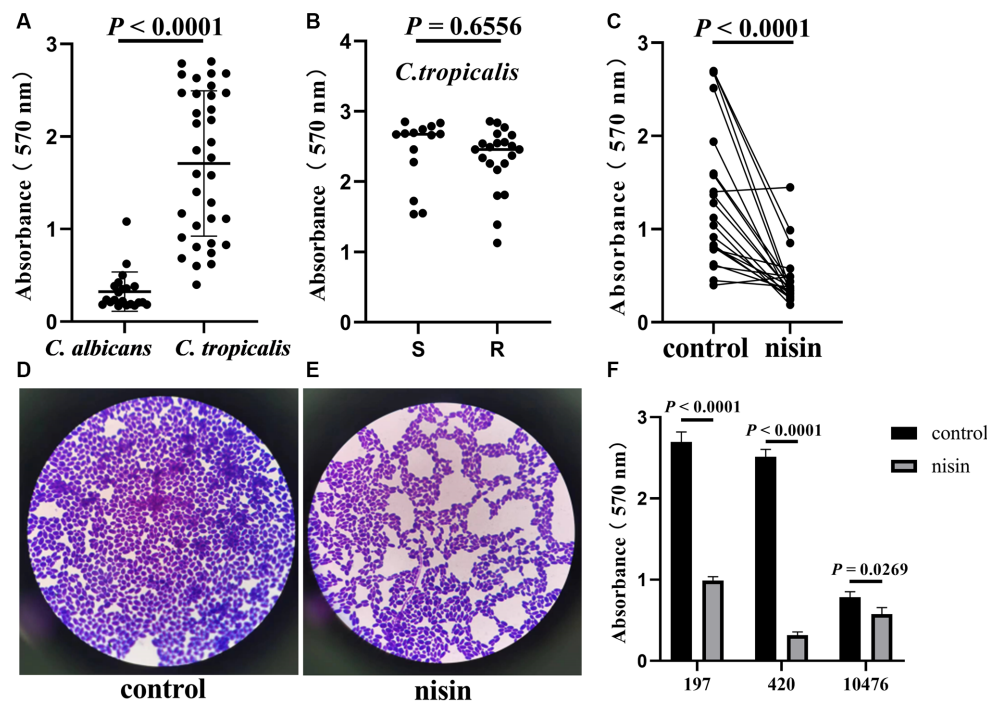 A
P < 0.0001
Absorbance ( 570 nm)
3
2
1
0
C. albicans
C. tropicalis
B
P = 0.6556
C.tropicalis
Absorbance ( 570 nm)
4
3
2
1
0
S
R
C
P < 0.0001
Absorbance ( 570 nm)
3
2
1
0
control
nisin
D
control
E
nisin
F
P < 0.0001
P < 0.0001
P = 0.0269
Absorbance ( 570 nm)
3
2
1
0
197
420
10476
control
nisin